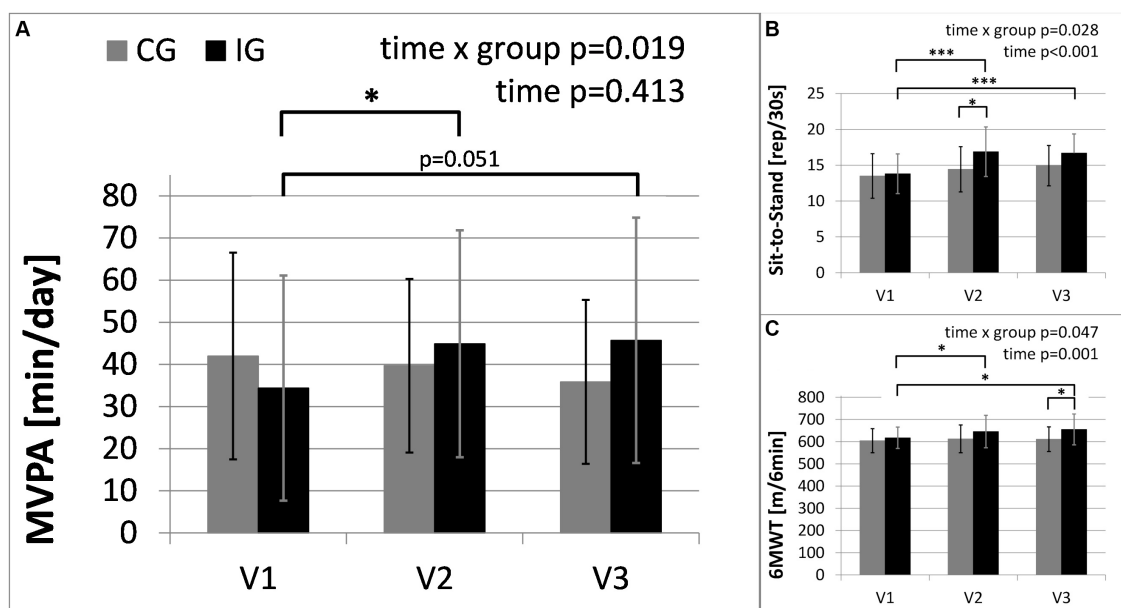 A
CG IG
time x group p=0.019
time p=0.413
*
p=0.051
MVPA [min/day]
80
70
60
50
40
30
20
10
0
V1 V2 V3
B
time x group p=0.028
time p<0.001
***
***
*
Sit-to-Stand [rep/30s]
25
20
15
10
5
0
V1 V2 V3
C
time x group p=0.047
time p=0.001
*
*
*
6MWT [m/6min]
800
700
600
500
400
300
200
100
0
V1 V2 V3